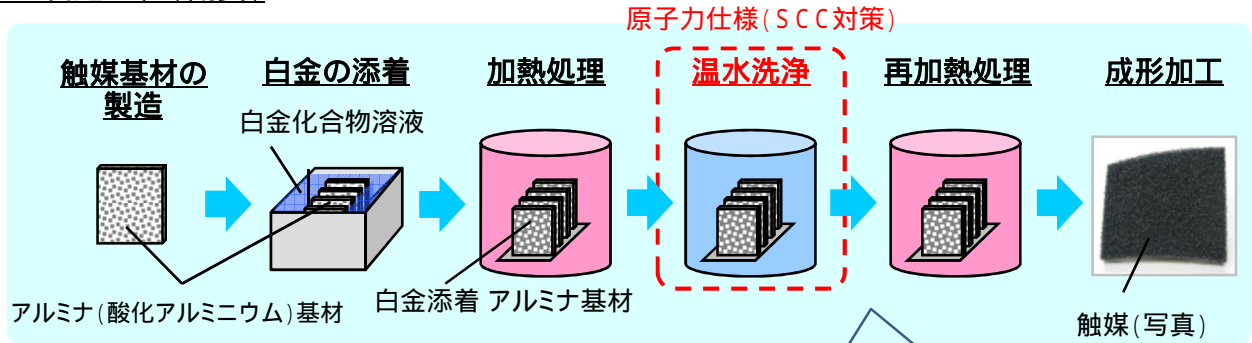 原子力仕様(SCC対策)
触媒基材の
製造
白金の添着
加熱処理
温水洗浄
再加熱処理
成形加工
白金化合物溶液
アルミナ(酸化アルミニウム)基材
白金添着 アルミナ基材
触媒(写真)